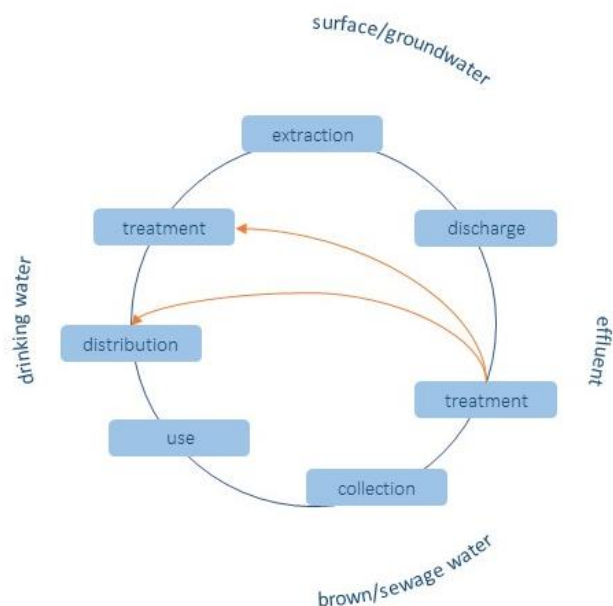 surface/groundwater
extraction
treatment
discharge
drinking water
distribution
effluent
treatment
use
collection
brown/sewage water